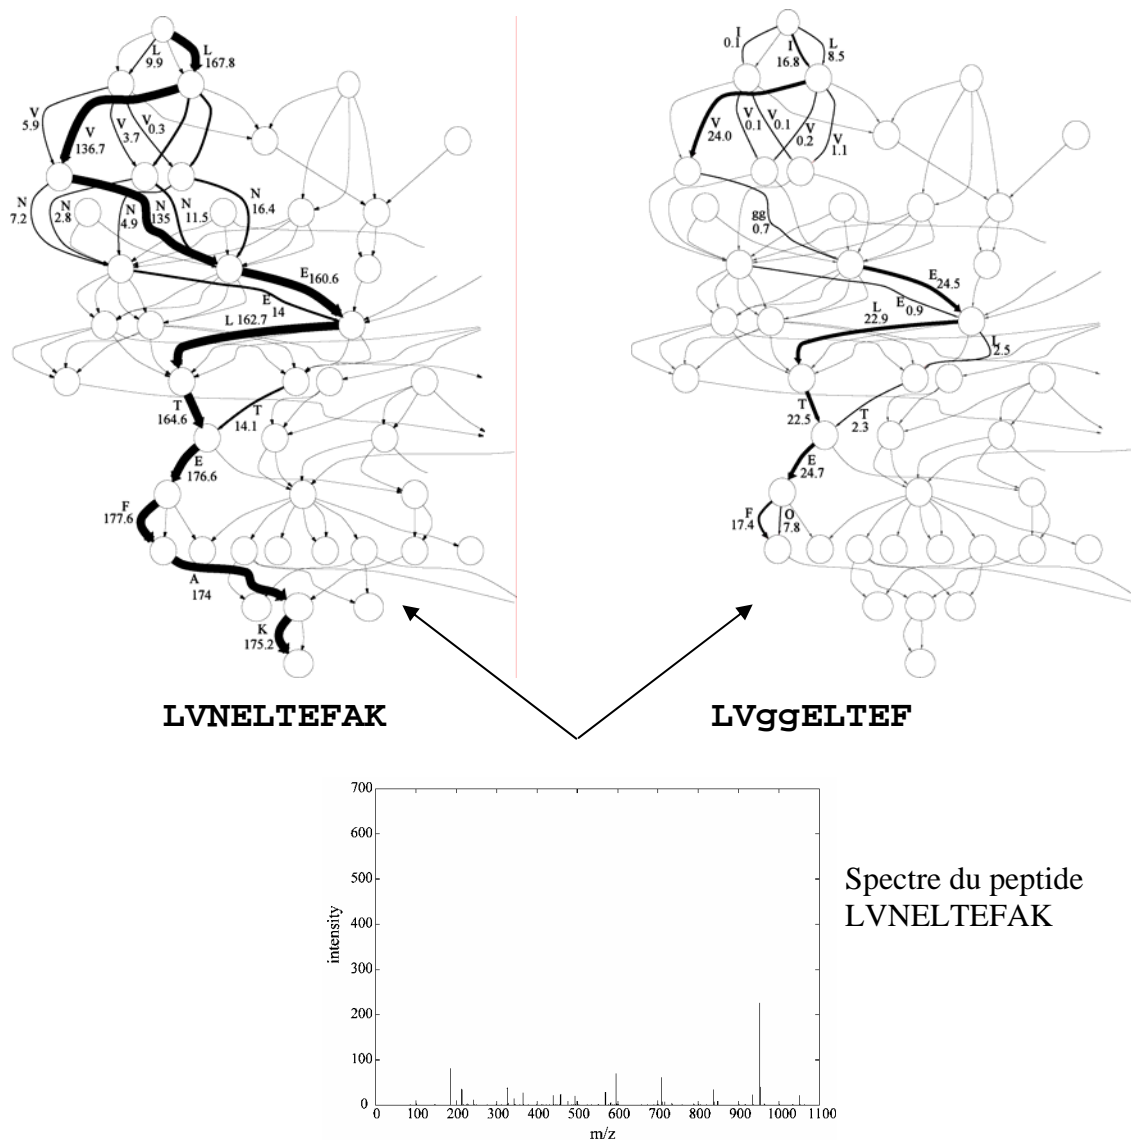 L
9.9
L
167.8
V
5.9
V
136.7
V
3.7
V
0.3
N
7.2
N
2.8
N
4.9
N
135
N
11.5
N
16.4
E 160.6
E
14
L 162.7
T
164.6
T
14.1
E
176.6
F
177.6
A
174
K
175.2
LVNELTEFAK
I
0.1
I
16.8
L
8.5
V
24.0
V
0.1
V
0.1
V
0.2
V
1.1
gg
0.7
E
24.5
E
0.9
L
22.9
L
2.5
T
22.5
T
2.3
E
24.7
F
17.4
O
7.8
LVggELTEF
700
600
500
400
300
200
100
0
intensity
0 100 200 300 400 500 600 700 800 900 1000 1100
m/z
Spectre du peptide
LVNELTEFAK